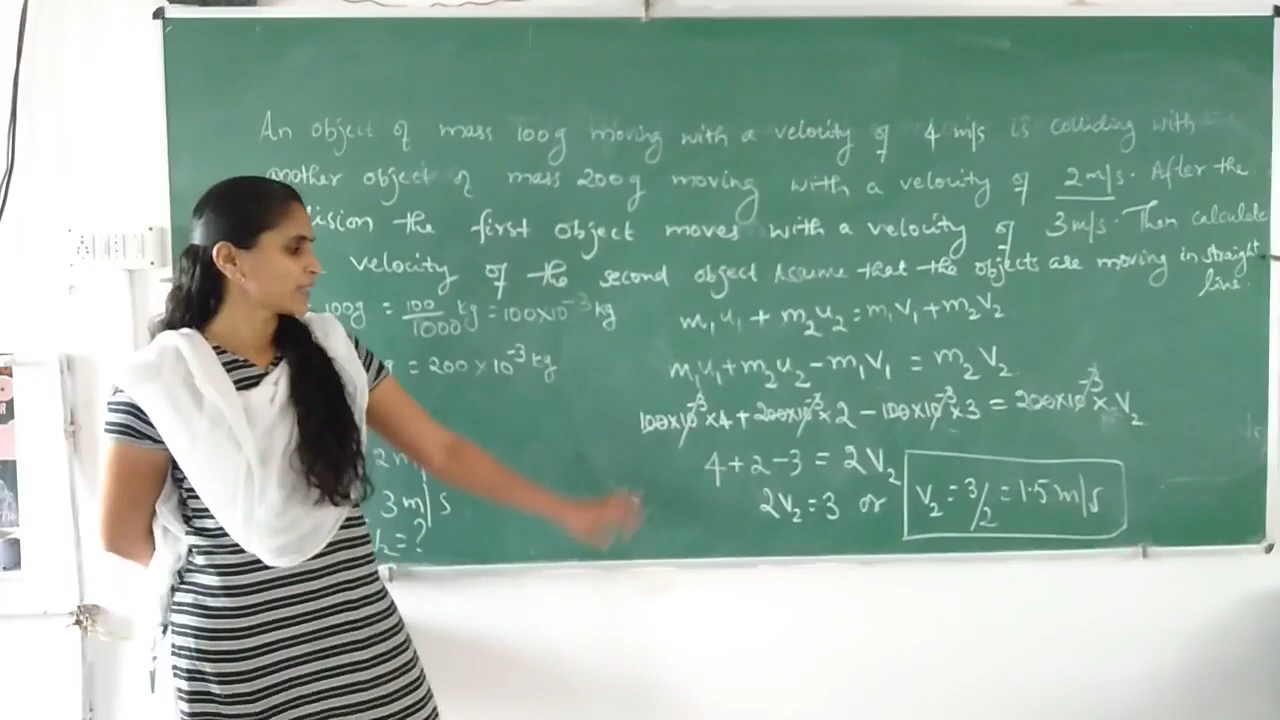 An object of mass 100g moving with a velocity of 4 m/s is colliding with
another object of mass 200g moving with a velocity of 2m/s. After the
the first object moves with a velocity of 3m/s. Then calculate
velocity of the second object Assume that the objects are moving in straight
line.
100g = 100/1000 kg = 100×10⁻³ kg
= 200×10⁻³ kg
3 m/s
= ?
m₁u₁ + m₂u₂ = m₁V₁ + m₂V₂
m₁u₁ + m₂u₂ - m₁V₁ = m₂V₂
100×10⁻³×4 + 200×10⁻³×2 - 100×10⁻³×3 = 200×10⁻³×V₂
4+2-3 = 2V₂
2V₂ = 3 or V₂ = 3/2 = 1.5 m/s